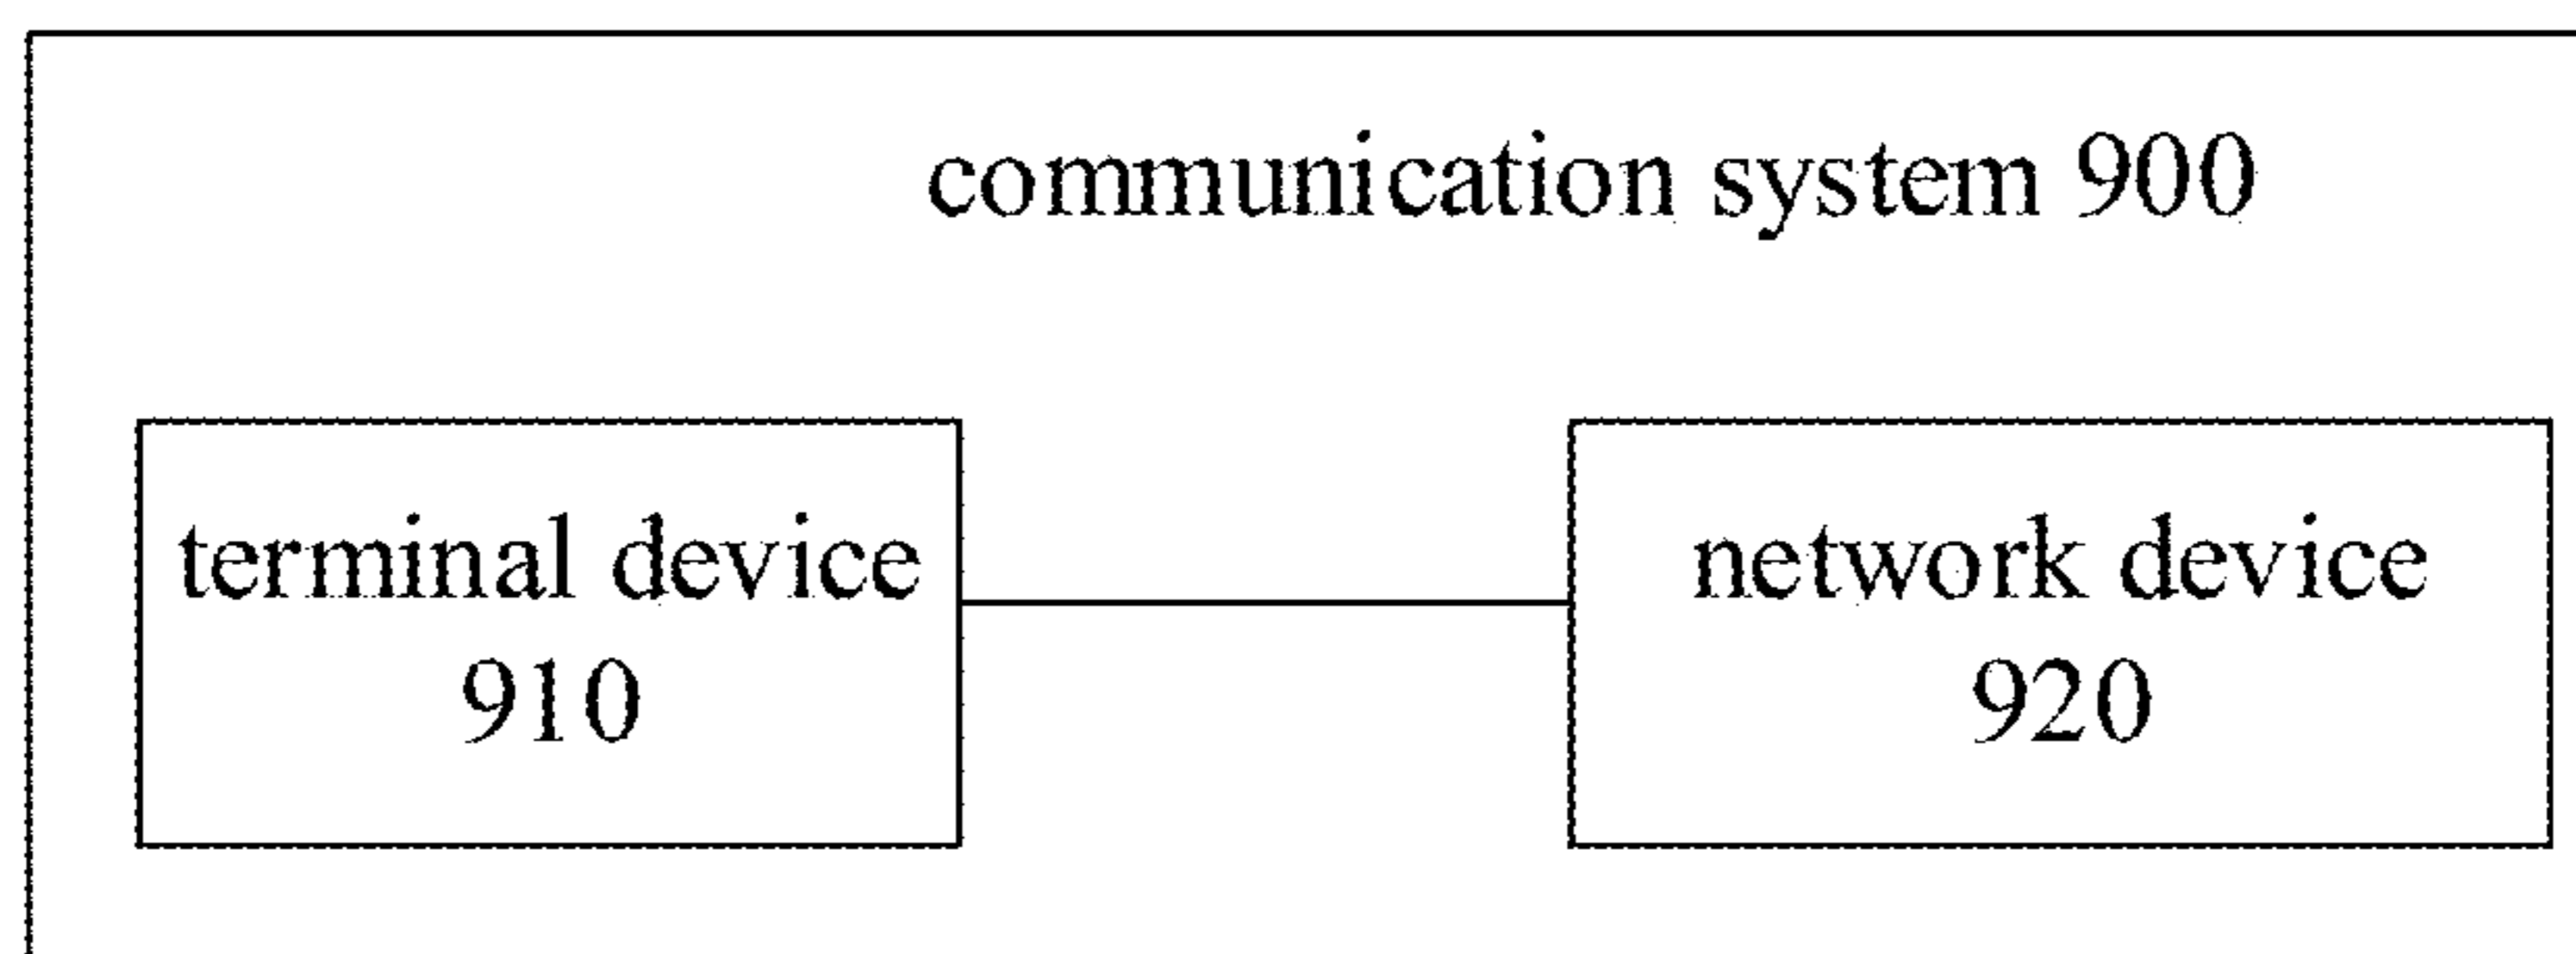 communication system 900
terminal device
910
network device
920